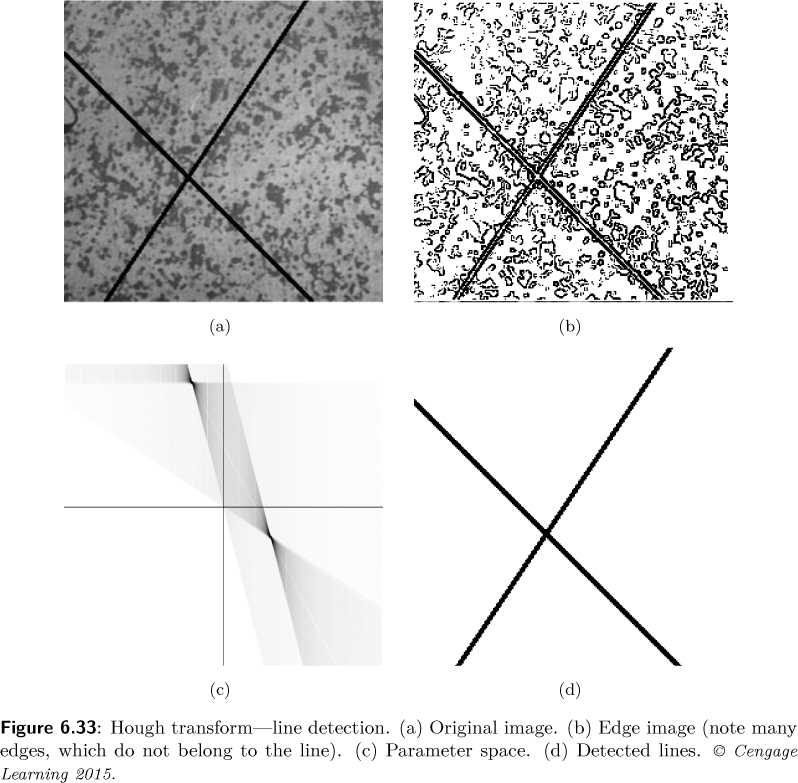 (a)
(b)
(c)
(d)
Figure 6.33: Hough transform—line detection. (a) Original image. (b) Edge image (note many
edges, which do not belong to the line). (c) Parameter space. (d) Detected lines. © Cengage
Learning 2015.